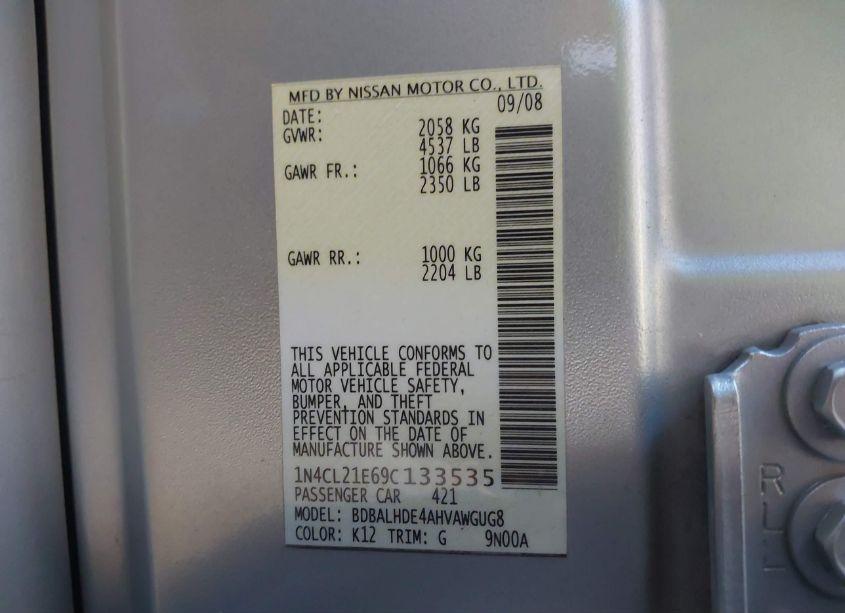 MFD BY NISSAN MOTOR CO., LTD.
DATE: 09/08
GVWR: 2058 KG
4537 LB
GAWR FR.: 1066 KG
2350 LB
GAWR RR.: 1000 KG
2204 LB
THIS VEHICLE CONFORMS TO
ALL APPLICABLE FEDERAL
MOTOR VEHICLE SAFETY,
BUMPER, AND THEFT
PREVENTION STANDARDS IN
EFFECT ON THE DATE OF
MANUFACTURE SHOWN ABOVE.
1N4CL21E69C133535
PASSENGER CAR 421
MODEL: BDBALHDE4AHVAWGUG8
COLOR: K12 TRIM: G 9N00A